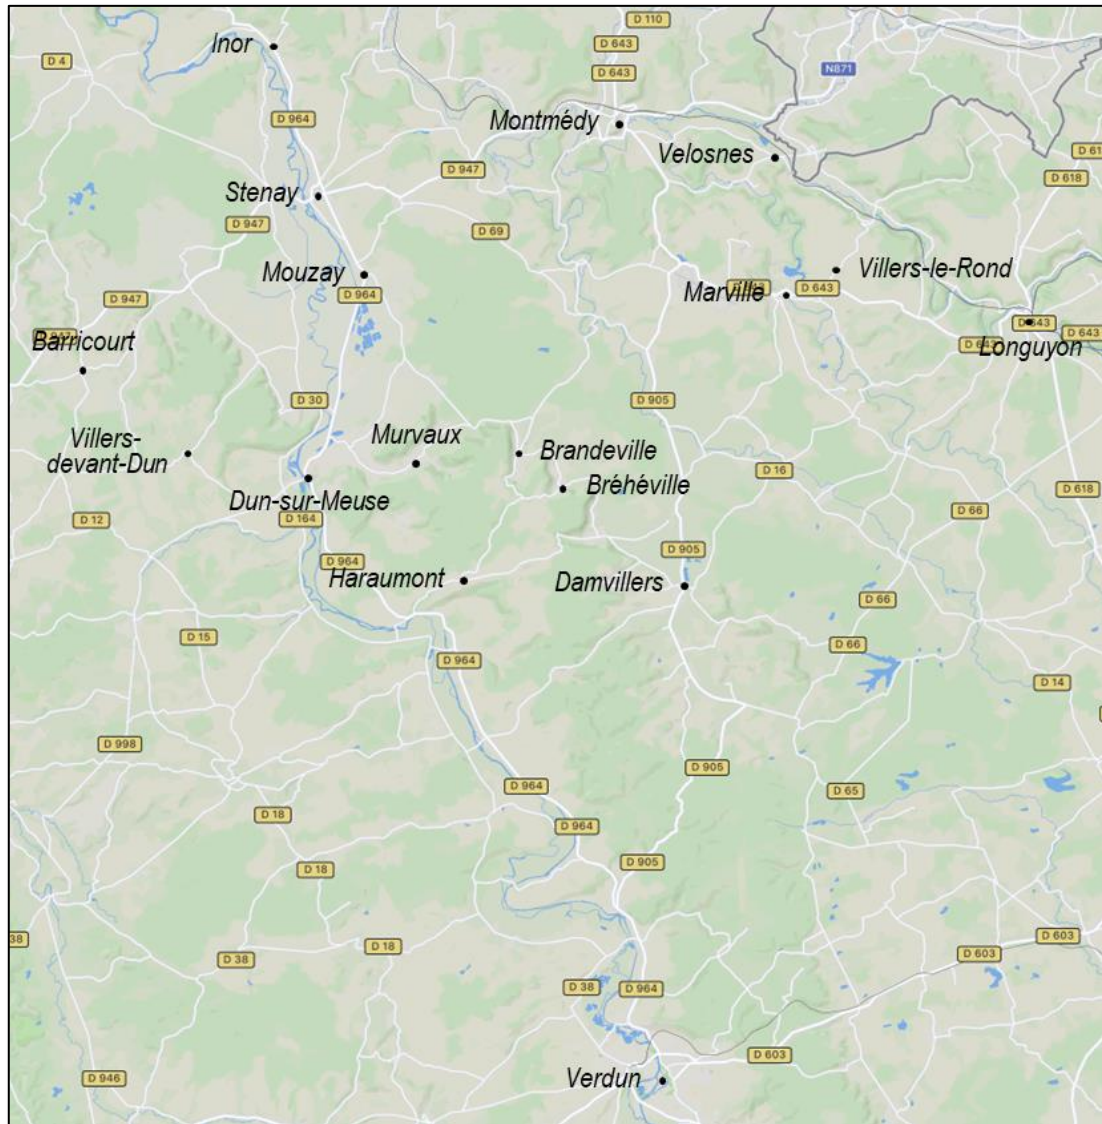 D 110
Inor
D 643
D 4
D 643
N871
D 964
Montmédy
Velosnes
D 61
D 947
D 618
Stenay
D 947
D 69
Mouzay
Villers-le-Rond
D 964
Marville
D 643
D 947
D 643
D 643
Barricourt
D 643
Longuyon
D 30
D 905
Murvaux
Villers-
devant-Dun
Brandeville
D 16
Bréhéville
D 618
Dun-sur-Meuse
D 12
D 164
D 66
D 964
D 905
Haraumont
Damvillers
D 66
D 15
D 66
D 964
D 14
D 998
D 905
D 964
D 65
D 18
D 964
D 18
D 905
38
D 18
D 603
D 38
D 603
D 38
D 964
D 603
Verdun
D 946